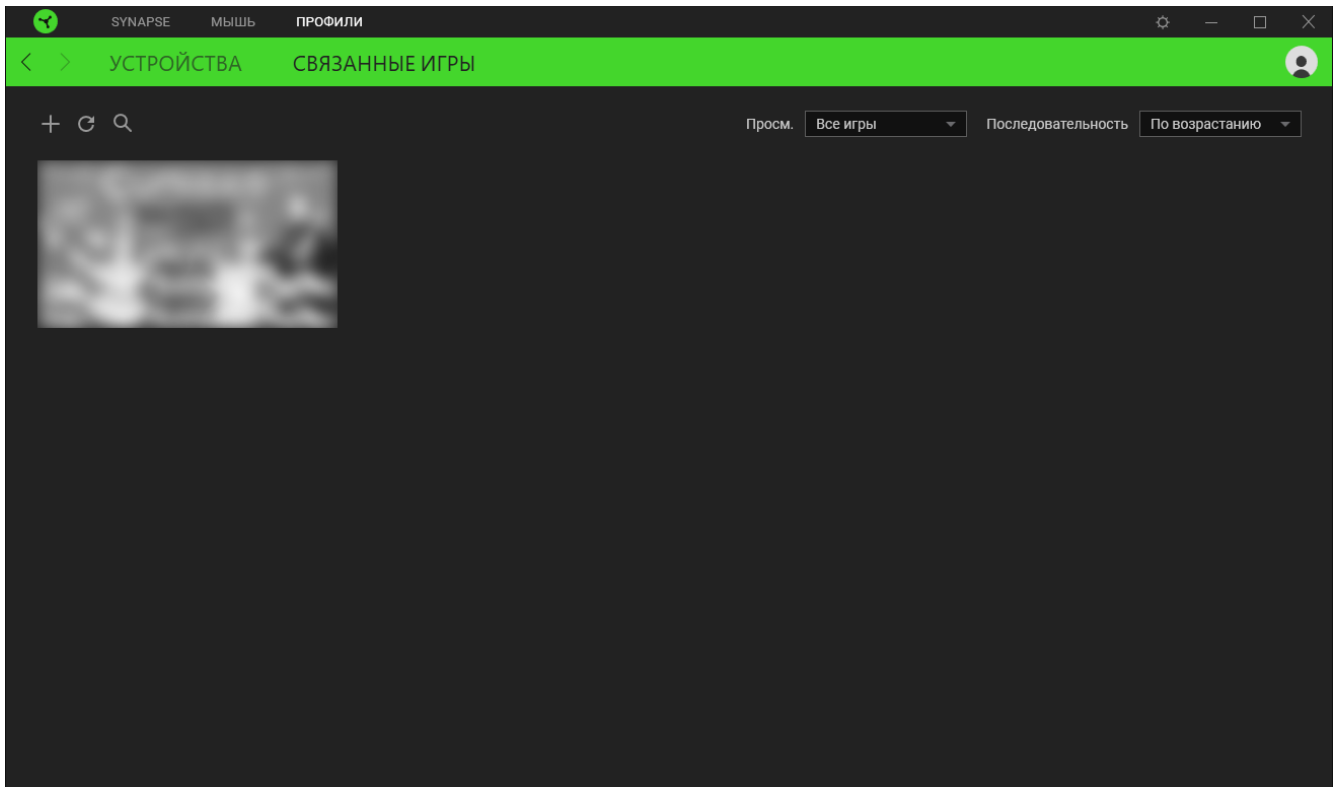 SYNAPSE МЫШЬ ПРОФИЛИ
УСТРОЙСТВА СВЯЗАННЫЕ ИГРЫ
Просм. Все игры Последовательность По возрастанию